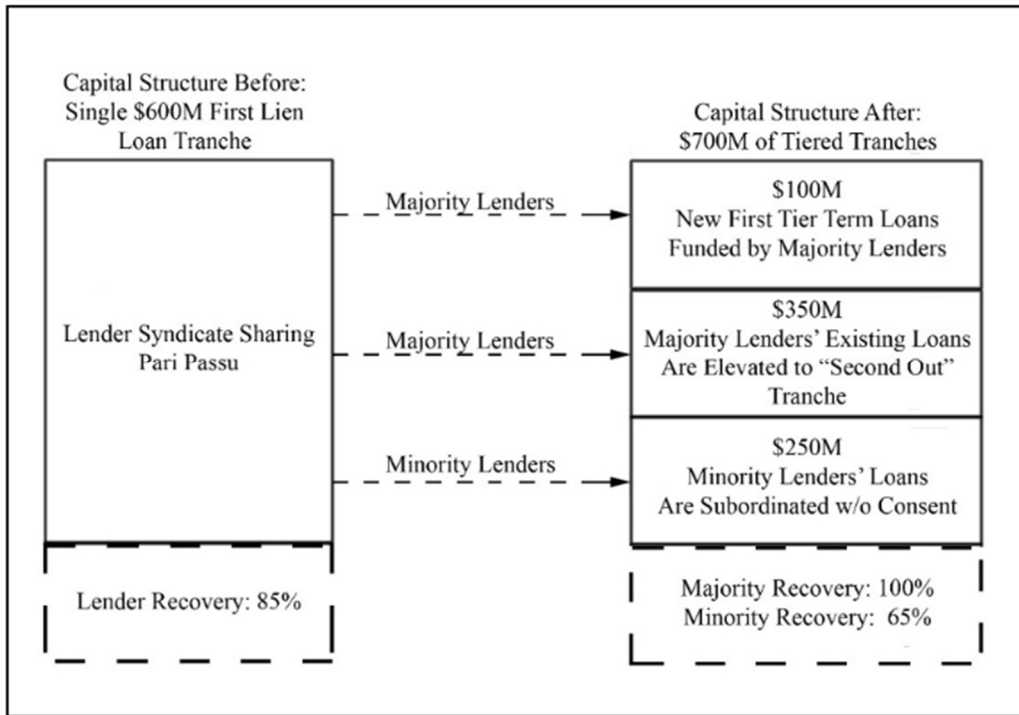 Capital Structure Before:
Single $600M First Lien
Loan Tranche
Lender Syndicate Sharing
Pari Passu
Lender Recovery: 85%
Majority Lenders
Majority Lenders
Minority Lenders
Capital Structure After:
$700M of Tiered Tranches
$100M
New First Tier Term Loans
Funded by Majority Lenders
$350M
Majority Lenders’ Existing Loans
Are Elevated to “Second Out”
Tranche
$250M
Minority Lenders’ Loans
Are Subordinated w/o Consent
Majority Recovery: 100%
Minority Recovery: 65%